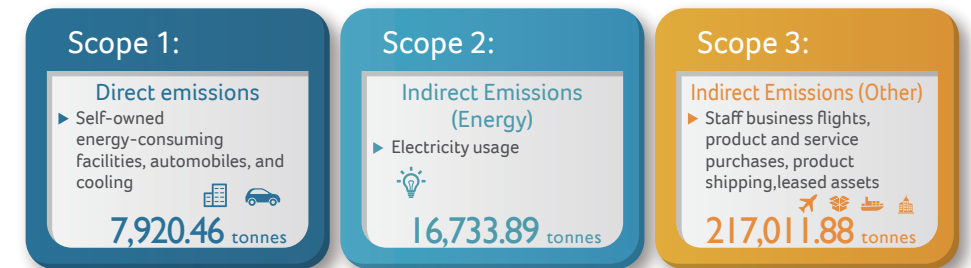 Scope 1:
Direct emissions
Self-owned
energy-consuming
facilities, automobiles, and
cooling
7,920.46 tonnes
Scope 2:
Indirect Emissions
(Energy)
Electricity usage
16,733.89 tonnes
Scope 3:
Indirect Emissions (Other)
Staff business flights,
product and service
purchases, product
shipping,leased assets
217,011.88 tonnes